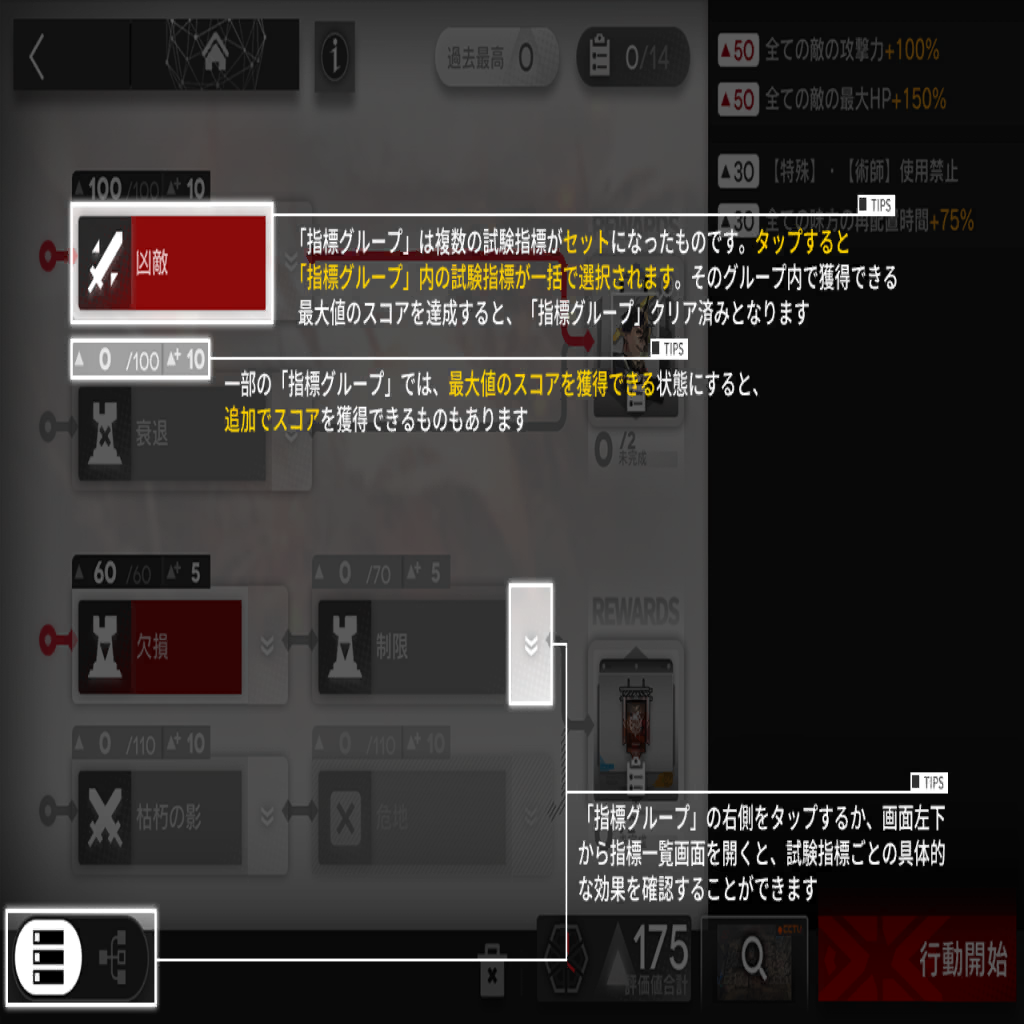 過去最高 0
0/14
▲50 全ての敵の攻撃力+100%
▲50 全ての敵の最大HP+150%
▲30 【特殊】・【術師】使用禁止
▲30 全ての味方の再配置時間+75%
▲100/100 ▲+10
凶敵
TIPS
「指標グループ」は複数の試験指標がセットになったものです。タップすると
「指標グループ」内の試験指標が一括で選択されます。そのグループ内で獲得できる
最大値のスコアを達成すると、「指標グループ」クリア済みとなります
▲0/100 ▲+10
TIPS
一部の「指標グループ」では、最大値のスコアを獲得できる状態にすると、
追加でスコアを獲得できるものもあります
衰退
0/2
未完成
▲60/60 ▲+5
欠損
▲0/70 ▲+5
制限
REWARDS
▲0/110 ▲+10
枯朽の影
▲0/110 ▲+10
危地
TIPS
「指標グループ」の右側をタップするか、画面左下
から指標一覧画面を開くと、試験指標ごとの具体的
な効果を確認することができます
▲175
評価値合計
CCTV
行動開始